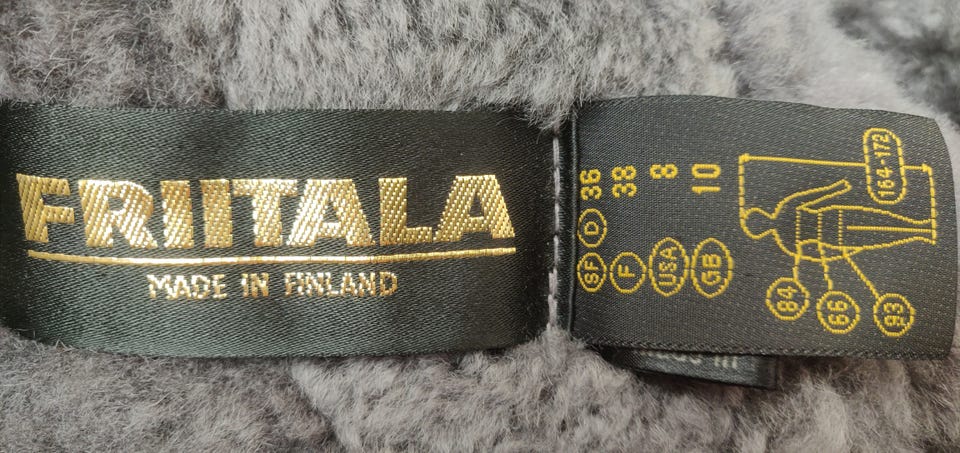 FRIITALA
MADE IN FINLAND
SF D 36
F 38
USA 8
GB 10
164-172
84
66
93